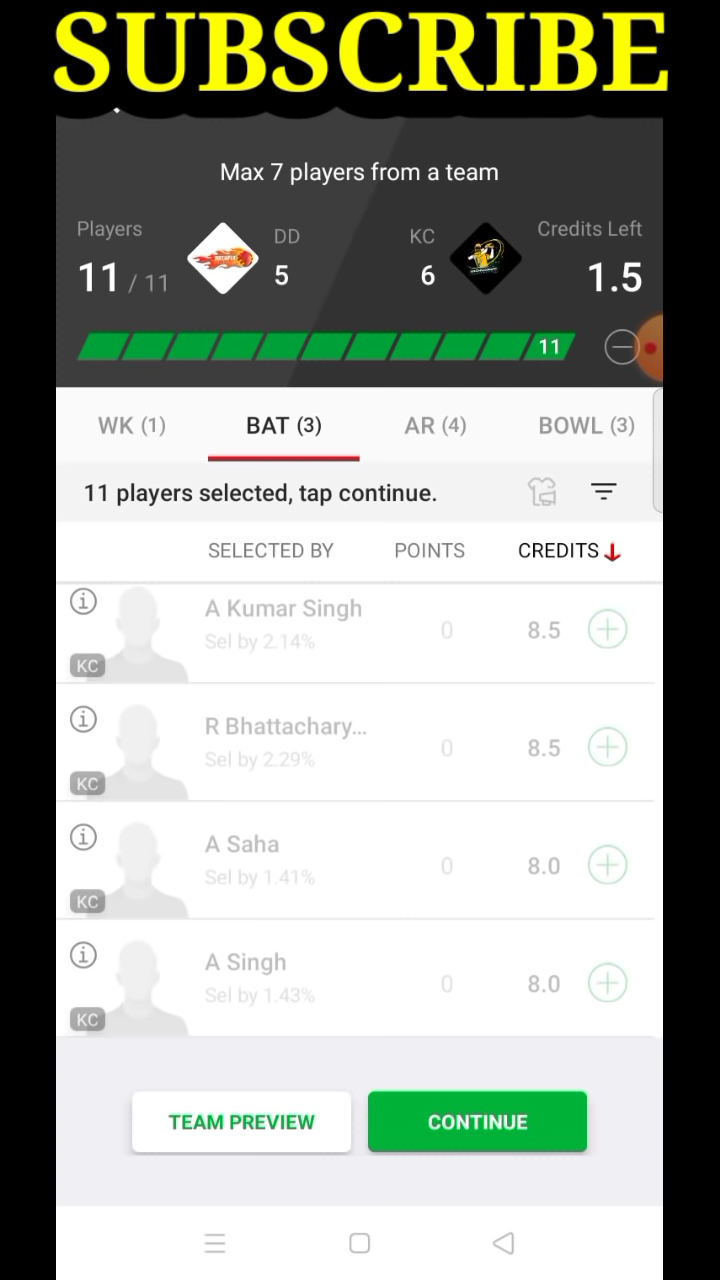 SUBSCRIBE
Max 7 players from a team
Players DD KC Credits Left
11 / 11 5 6 1.5
11
WK (1) BAT (3) AR (4) BOWL (3)
11 players selected, tap continue.
SELECTED BY POINTS CREDITS
A Kumar Singh
Sel by 2.14% 0 8.5
KC
R Bhattachary...
Sel by 2.29% 0 8.5
KC
A Saha
Sel by 1.41% 0 8.0
KC
A Singh
Sel by 1.43% 0 8.0
KC
TEAM PREVIEW CONTINUE